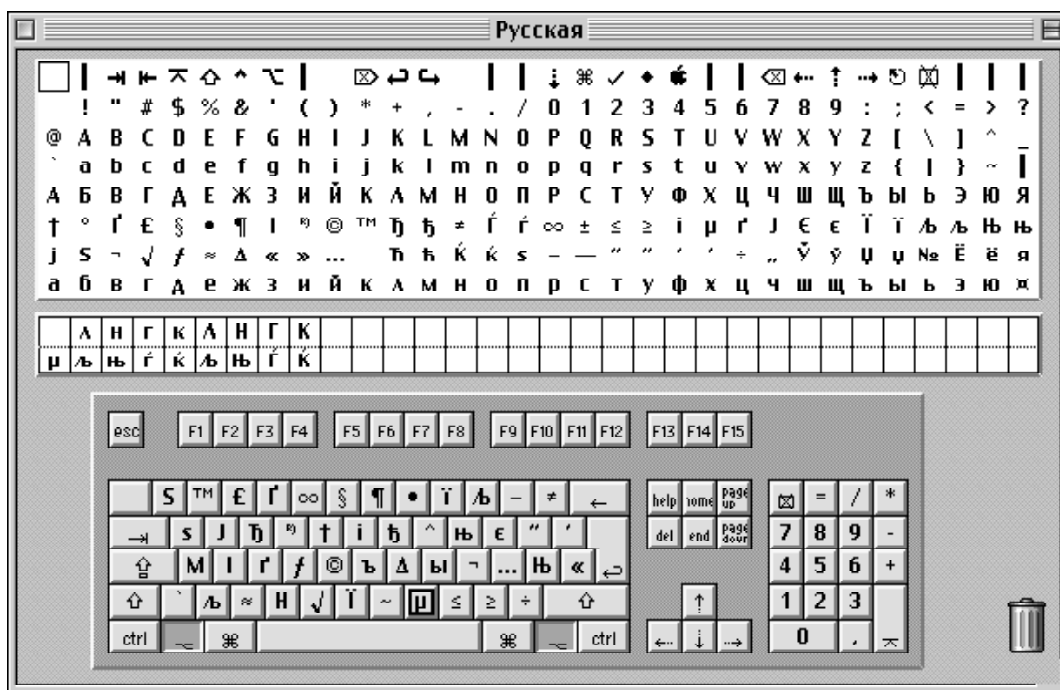 Русская
! " # $ % & ' ( ) * + , - . / 0 1 2 3 4 5 6 7 8 9 : ; < = > ?
@ A B C D E F G H I J K L M N O P Q R S T U V W X Y Z [ \ ] ^ _
` a b c d e f g h i j k l m n o p q r s t u v w x y z { | } ~
А Б В Г Д Е Ж З И Й К Л М Н О П Р С Т У Ф Х Ц Ч Ш Щ Ъ Ы Ь Э Ю Я
† ° Ґ £ § • ¶ І © ™ Ђ ђ ≠ Ѓ ѓ ∞ ± ≤ ≥ і µ ґ Ј Є є Ї ї Љ љ Њ њ
ј Ѕ ¬ √ ƒ ≈ Δ « » … Ћ ћ Ќ ќ ѕ – — “ ” ‘ ’ ÷ „ Ў ў Џ џ № Ё ё я
а б в г д е ж з и й к л м н о п р с т у ф х ц ч ш щ ъ ы ь э ю ¤
л н г к Л Н Г К
µ љ њ ѓ ќ Љ Њ Ѓ Ќ
esc F1 F2 F3 F4 F5 F6 F7 F8 F9 F10 F11 F12 F13 F14 F15
Ѕ ™ £ Ґ ∞ § ¶ • Ї Љ – ≠ ← help home page up = / *
ѕ Ј Ђ † і ђ ^ њ є “ ‘ del end page down 7 8 9 -
М І ґ ƒ © ъ Δ ы ¬ … Њ « 4 5 6 +
` љ ≈ Н √ Ї ~ µ ≤ ≥ ÷ ↑ 1 2 3
ctrl ⌘ ⌘ ctrl ← ↓ → 0 ,